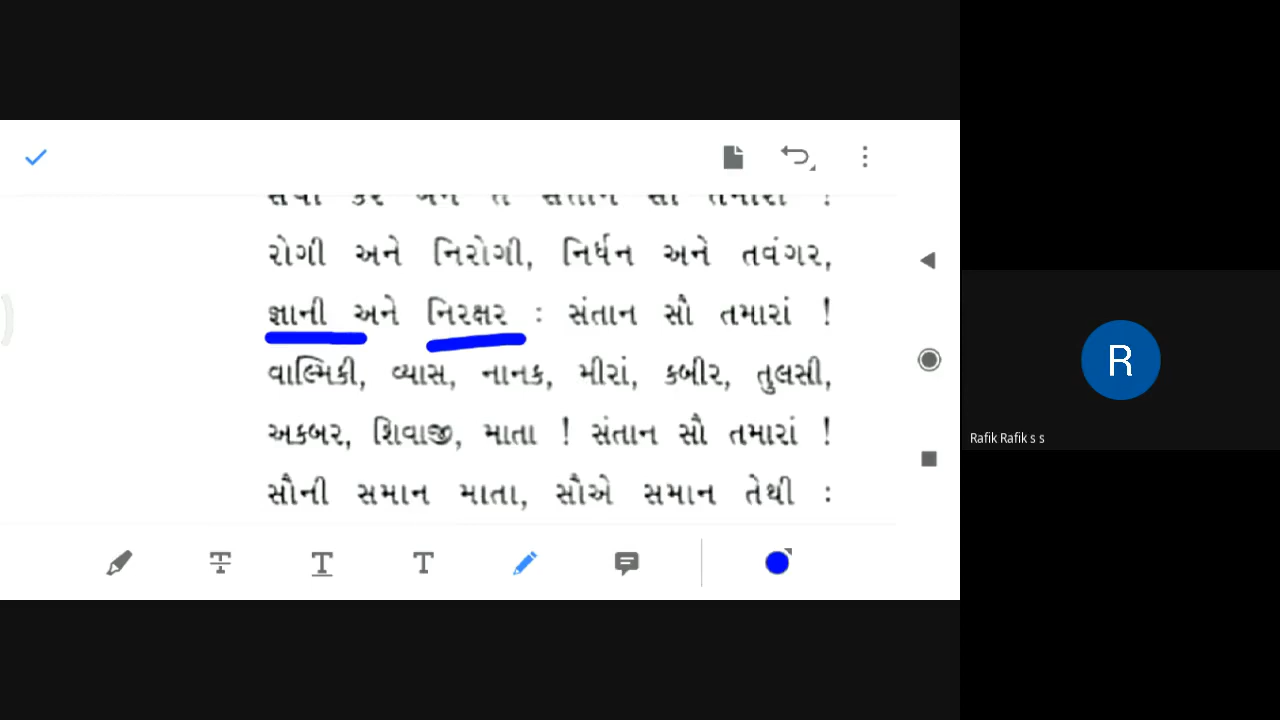 રોગી અને નિરોગી, નિર્ધન અને તવંગર,
જ્ઞાની અને નિરક્ષર : સંતાન સૌ તમારાં !
વાલ્મિકી, વ્યાસ, નાનક, મીરાં, કબીર, તુલસી,
અકબર, શિવાજી, માતા ! સંતાન સૌ તમારાં !
સૌની સમાન માતા, સૌએ સમાન તેથી :
R
Rafik Rafik s s